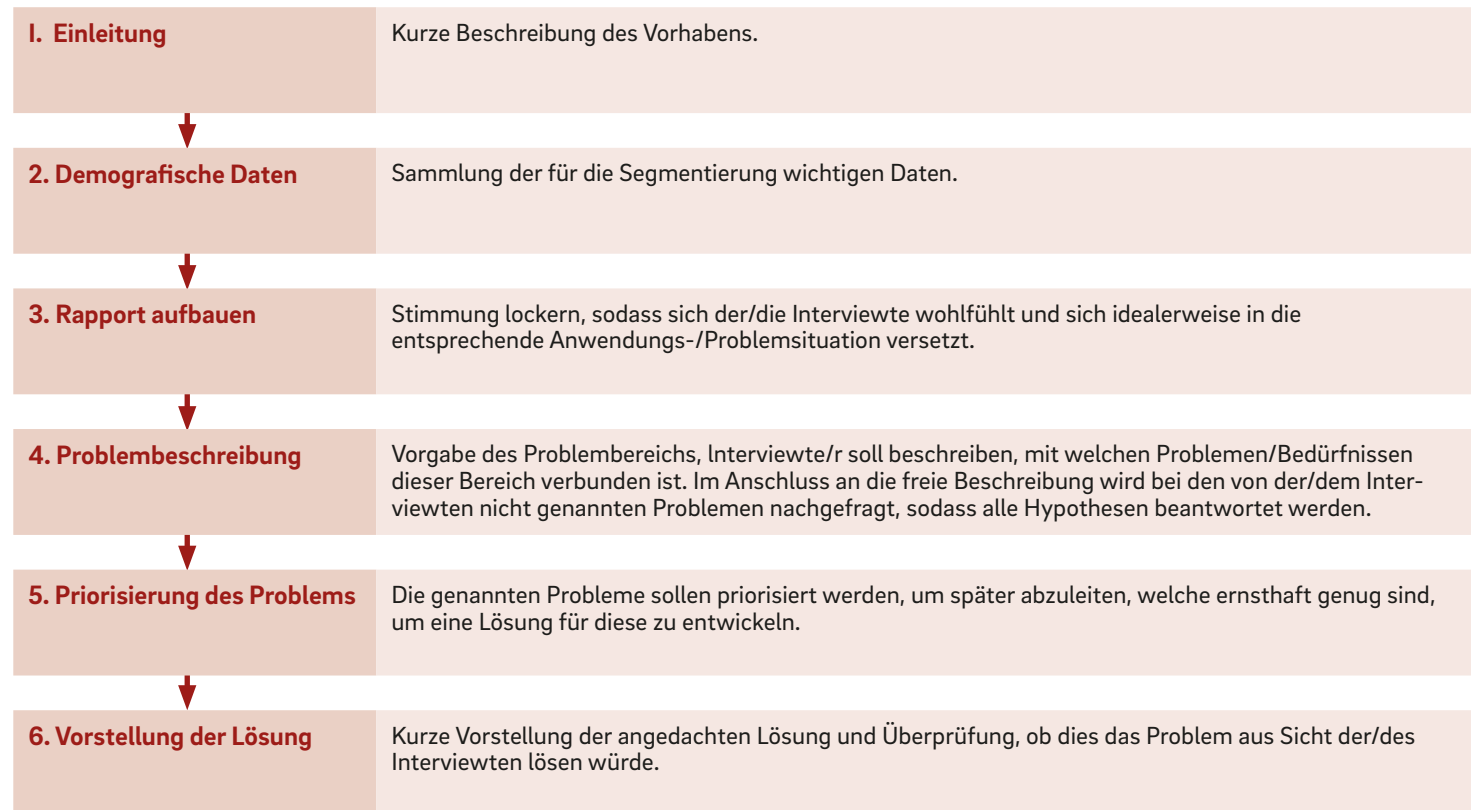 I. Einleitung
Kurze Beschreibung des Vorhabens.
2. Demografische Daten
Sammlung der für die Segmentierung wichtigen Daten.
3. Rapport aufbauen
Stimmung lockern, sodass sich der/die Interviewte wohlfühlt und sich idealerweise in die
entsprechende Anwendungs-/Problemsituation versetzt.
4. Problembeschreibung
Vorgabe des Problembereichs, Interviewte/r soll beschreiben, mit welchen Problemen/Bedürfnissen
dieser Bereich verbunden ist. Im Anschluss an die freie Beschreibung wird bei den von der/dem Inter-
viewten nicht genannten Problemen nachgefragt, sodass alle Hypothesen beantwortet werden.
5. Priorisierung des Problems
Die genannten Probleme sollen priorisiert werden, um später abzuleiten, welche ernsthaft genug sind,
um eine Lösung für diese zu entwickeln.
6. Vorstellung der Lösung
Kurze Vorstellung der angedachten Lösung und Überprüfung, ob dies das Problem aus Sicht der/des
Interviewten lösen würde.